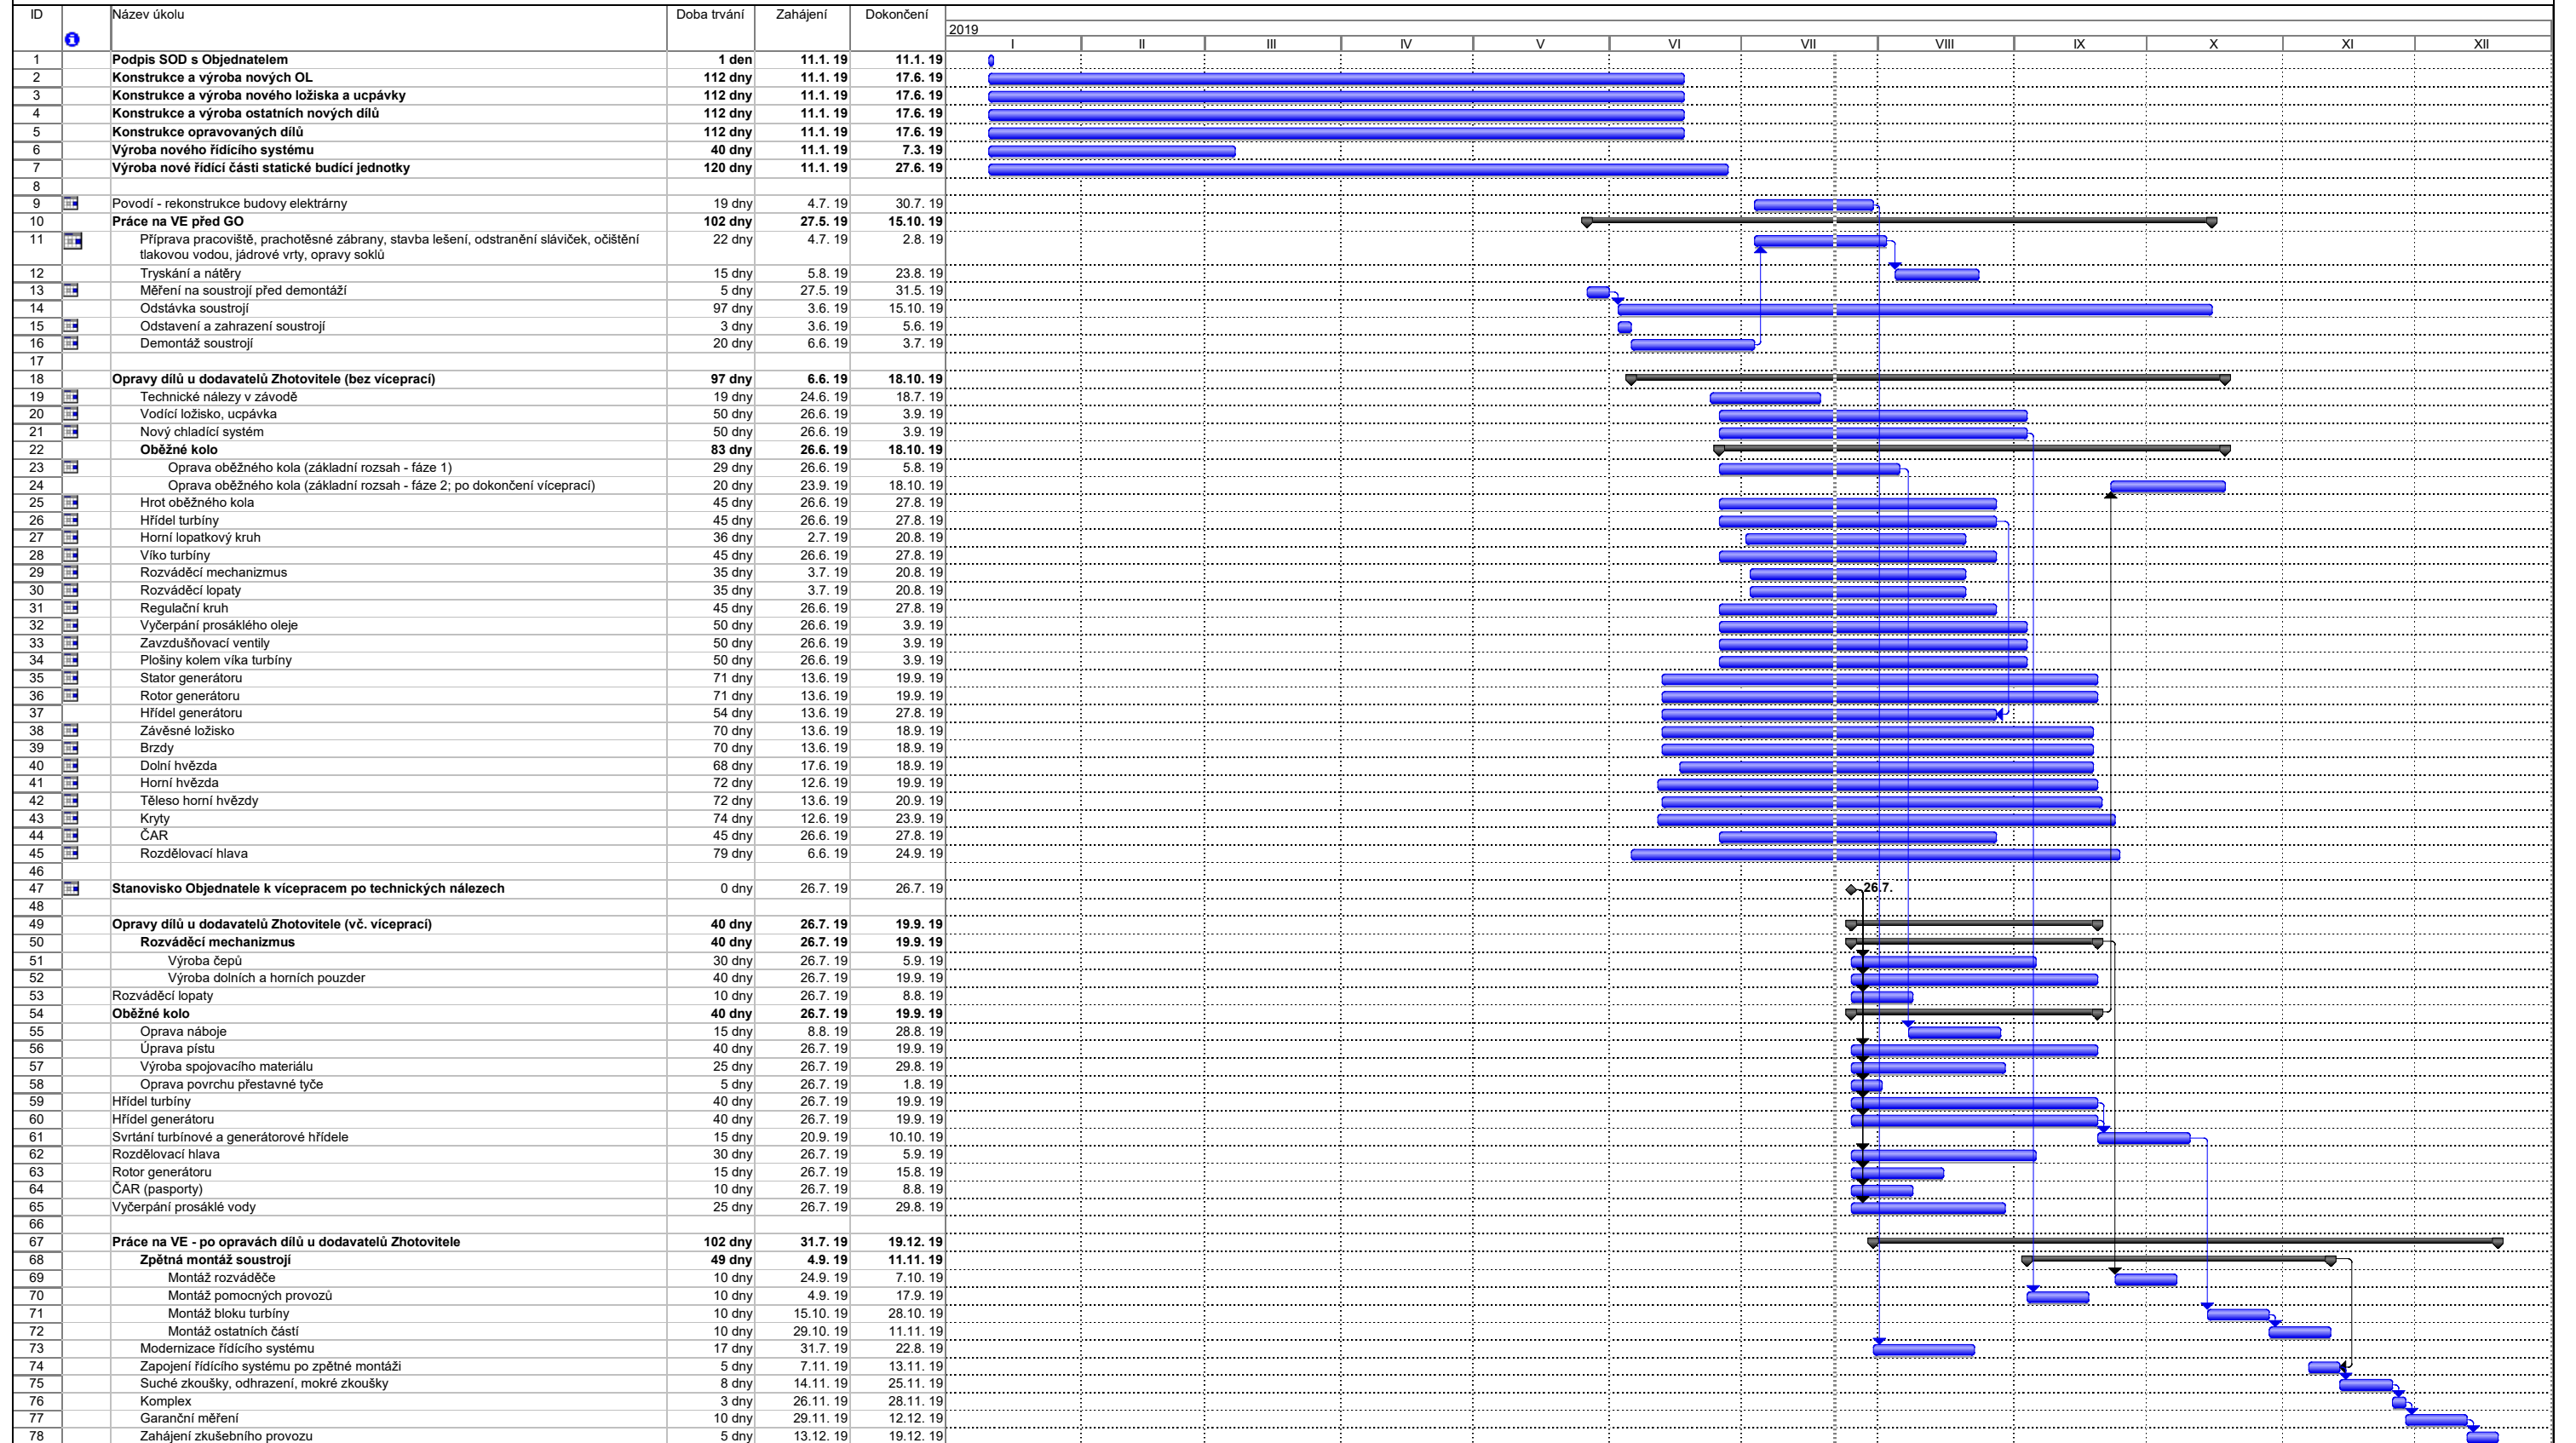 ID Název úkolu Doba trvání Zahájení Dokončení
2019
I II III IV V VI VII VIII IX X XI XII
1 Podpis SOD s Objednatelem 1 den 11.1. 19 11.1. 19
2 Konstrukce a výroba nových OL 112 dny 11.1. 19 17.6. 19
3 Konstrukce a výroba nového ložiska a ucpávky 112 dny 11.1. 19 17.6. 19
4 Konstrukce a výroba ostatních nových dílů 112 dny 11.1. 19 17.6. 19
5 Konstrukce opravovaných dílů 112 dny 11.1. 19 17.6. 19
6 Výroba nového řídícího systému 40 dny 11.1. 19 7.3. 19
7 Výroba nové řídící části statické budící jednotky 120 dny 11.1. 19 27.6. 19
8
9 Povodí - rekonstrukce budovy elektrárny 19 dny 4.7. 19 30.7. 19
10 Práce na VE před GO 102 dny 27.5. 19 15.10. 19
11 Příprava pracoviště, prachotěsné zábrany, stavba lešení, odstranění sláviček, očištění 22 dny 4.7. 19 2.8. 19
tlakovou vodou, jádrové vrty, opravy soklů
12 Tryskání a nátěry 15 dny 5.8. 19 23.8. 19
13 Měření na soustrojí před demontáží 5 dny 27.5. 19 31.5. 19
14 Odstávka soustrojí 97 dny 3.6. 19 15.10. 19
15 Odstavení a zahrazení soustrojí 3 dny 3.6. 19 5.6. 19
16 Demontáž soustrojí 20 dny 6.6. 19 3.7. 19
17
18 Opravy dílů u dodavatelů Zhotovitele (bez víceprací) 97 dny 6.6. 19 18.10. 19
19 Technické nálezy v závodě 19 dny 24.6. 19 18.7. 19
20 Vodící ložisko, ucpávka 50 dny 26.6. 19 3.9. 19
21 Nový chladící systém 50 dny 26.6. 19 3.9. 19
22 Oběžné kolo 83 dny 26.6. 19 18.10. 19
23 Oprava oběžného kola (základní rozsah - fáze 1) 29 dny 26.6. 19 5.8. 19
24 Oprava oběžného kola (základní rozsah - fáze 2; po dokončení víceprací) 20 dny 23.9. 19 18.10. 19
25 Hrot oběžného kola 45 dny 26.6. 19 27.8. 19
26 Hřídel turbíny 45 dny 26.6. 19 27.8. 19
27 Horní lopatkový kruh 36 dny 2.7. 19 20.8. 19
28 Víko turbíny 45 dny 26.6. 19 27.8. 19
29 Rozváděcí mechanizmus 35 dny 3.7. 19 20.8. 19
30 Rozváděcí lopaty 35 dny 3.7. 19 20.8. 19
31 Regulační kruh 45 dny 26.6. 19 27.8. 19
32 Vyčerpání prosáklého oleje 50 dny 26.6. 19 3.9. 19
33 Zavzdušňovací ventily 50 dny 26.6. 19 3.9. 19
34 Plošiny kolem víka turbíny 50 dny 26.6. 19 3.9. 19
35 Stator generátoru 71 dny 13.6. 19 19.9. 19
36 Rotor generátoru 71 dny 13.6. 19 19.9. 19
37 Hřídel generátoru 54 dny 13.6. 19 27.8. 19
38 Závěsné ložisko 70 dny 13.6. 19 18.9. 19
39 Brzdy 70 dny 13.6. 19 18.9. 19
40 Dolní hvězda 68 dny 17.6. 19 18.9. 19
41 Horní hvězda 72 dny 12.6. 19 19.9. 19
42 Těleso horní hvězdy 72 dny 13.6. 19 20.9. 19
43 Kryty 74 dny 12.6. 19 23.9. 19
44 ČAR 45 dny 26.6. 19 27.8. 19
45 Rozdělovací hlava 79 dny 6.6. 19 24.9. 19
46
47 Stanovisko Objednatele k vícepracem po technických nálezech 0 dny 26.7. 19 26.7. 19 26.7.
48
49 Opravy dílů u dodavatelů Zhotovitele (vč. víceprací) 40 dny 26.7. 19 19.9. 19
50 Rozváděcí mechanizmus 40 dny 26.7. 19 19.9. 19
51 Výroba čepů 30 dny 26.7. 19 5.9. 19
52 Výroba dolních a horních pouzder 40 dny 26.7. 19 19.9. 19
53 Rozváděcí lopaty 10 dny 26.7. 19 8.8. 19
54 Oběžné kolo 40 dny 26.7. 19 19.9. 19
55 Oprava náboje 15 dny 8.8. 19 28.8. 19
56 Úprava pístu 40 dny 26.7. 19 19.9. 19
57 Výroba spojovacího materiálu 25 dny 26.7. 19 29.8. 19
58 Oprava povrchu přestavné tyče 5 dny 26.7. 19 1.8. 19
59 Hřídel turbíny 40 dny 26.7. 19 19.9. 19
60 Hřídel generátoru 40 dny 26.7. 19 19.9. 19
61 Svrtání turbínové a generátorové hřídele 15 dny 20.9. 19 10.10. 19
62 Rozdělovací hlava 30 dny 26.7. 19 5.9. 19
63 Rotor generátoru 15 dny 26.7. 19 15.8. 19
64 ČAR (pasporty) 10 dny 26.7. 19 8.8. 19
65 Vyčerpání prosáklé vody 25 dny 26.7. 19 29.8. 19
66
67 Práce na VE - po opravách dílů u dodavatelů Zhotovitele 102 dny 31.7. 19 19.12. 19
68 Zpětná montáž soustrojí 49 dny 4.9. 19 11.11. 19
69 Montáž rozváděče 10 dny 24.9. 19 7.10. 19
70 Montáž pomocných provozů 10 dny 4.9. 19 17.9. 19
71 Montáž bloku turbíny 10 dny 15.10. 19 28.10. 19
72 Montáž ostatních částí 10 dny 29.10. 19 11.11. 19
73 Modernizace řídícího systému 17 dny 31.7. 19 22.8. 19
74 Zapojení řídícího systému po zpětné montáži 5 dny 7.11. 19 13.11. 19
75 Suché zkoušky, odhrazení, mokré zkoušky 8 dny 14.11. 19 25.11. 19
76 Komplex 3 dny 26.11. 19 28.11. 19
77 Garanční měření 10 dny 29.11. 19 12.12. 19
78 Zahájení zkušebního provozu 5 dny 13.12. 19 19.12. 19